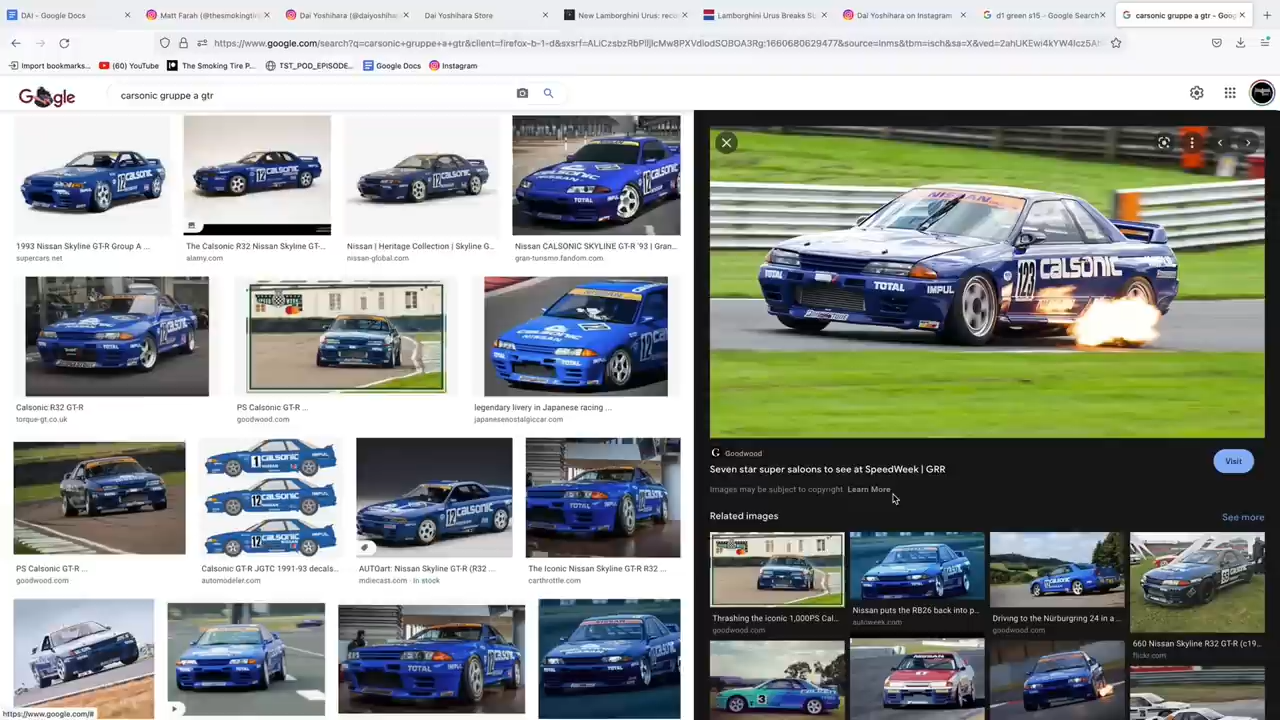 DAI - Google Docs
Matt Farah (@thesmokingti
Dai Yoshihara (@daiyoshiha
Dai Yoshihara Store
New Lamborghini Urus: reco
Lamborghini Urus Breaks S
Dai Yoshihara on Instagram
d1 green s15 - Google Search
carsonic gruppe a gtr - Goog
Import bookmarks...
(60) YouTube
The Smoking Tire P...
TST_POD_EPISODE...
Google Docs
Instagram
Google
carsonic gruppe a gtr
1993 Nissan Skyline GT-R Group A ...
supercars.net
The Calsonic R32 Nissan Skyline GT-...
alamy.com
Nissan | Heritage Collection | Skyline G...
nissan-global.com
Nissan CALSONIC SKYLINE GT-R '93 | Gran...
gran-turismo.fandom.com
Calsonic R32 GT-R
torque-gt.co.uk
PS Calsonic GT-R ...
goodwood.com
legendary livery in Japanese racing ...
japanesenostalgiccar.com
PS Calsonic GT-R ...
goodwood.com
Calsonic GT-R JGTC 1991-93 decals...
automodeler.com
AUTOart: Nissan Skyline GT-R (R32 ...
mdiecast.com · In stock
The Iconic Nissan Skyline GT-R R32 ...
carthrottle.com
https://www.google.com/#
NISSAN
TOTAL
IMPUL
123 CALSONIC
G Goodwood
Seven star super saloons to see at SpeedWeek | GRR
Visit
Images may be subject to copyright. Learn More
Related images
See more
Thrashing the iconic 1,000PS Cal...
goodwood.com
Nissan puts the RB26 back into p...
autoweek.com
Driving to the Nürburgring 24 in a ...
goodwood.com
660 Nissan Skyline R32 GT-R (c19...
flickr.com